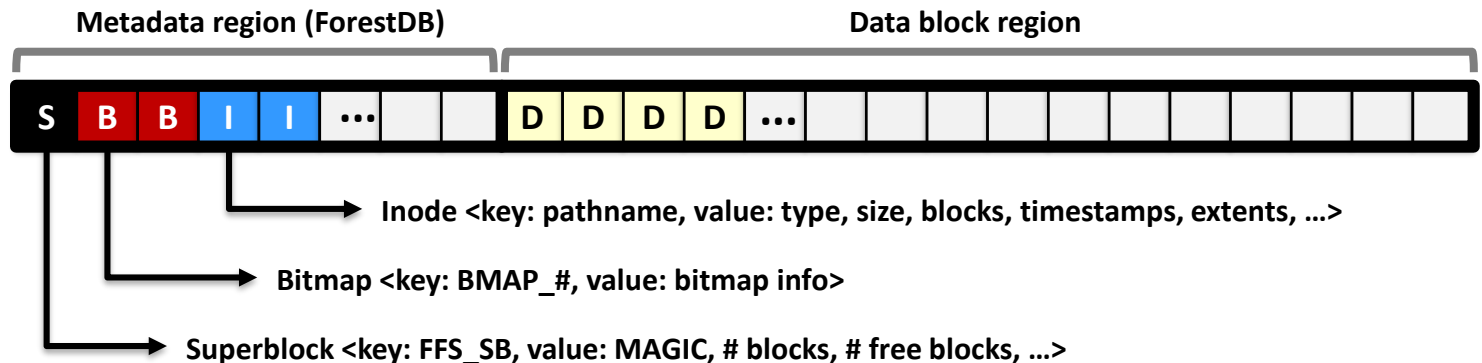 Metadata region (ForestDB) Data block region
S B B I I ... D D D D ...
Inode <key: pathname, value: type, size, blocks, timestamps, extents, …>
Bitmap <key: BMAP_#, value: bitmap info>
Superblock <key: FFS_SB, value: MAGIC, # blocks, # free blocks, …>